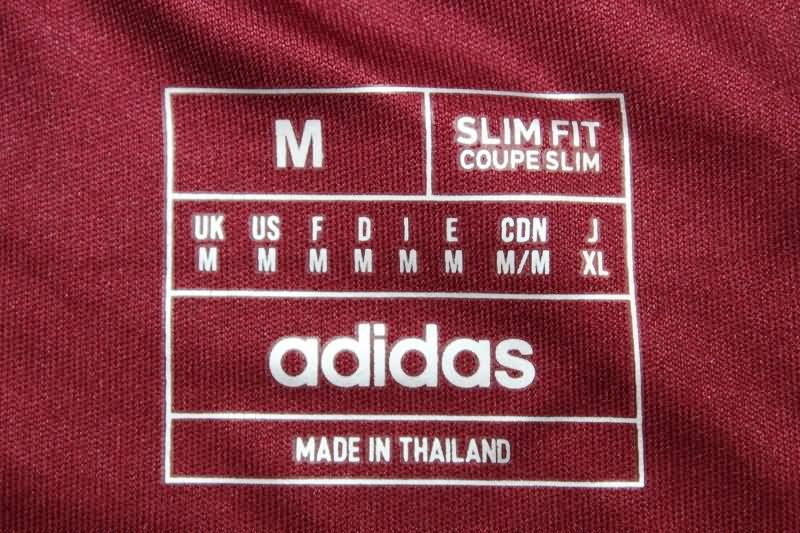 M
SLIM FIT
COUPE SLIM
UK US F D I E CDN J
M M M M M M M/M XL
adidas
MADE IN THAILAND